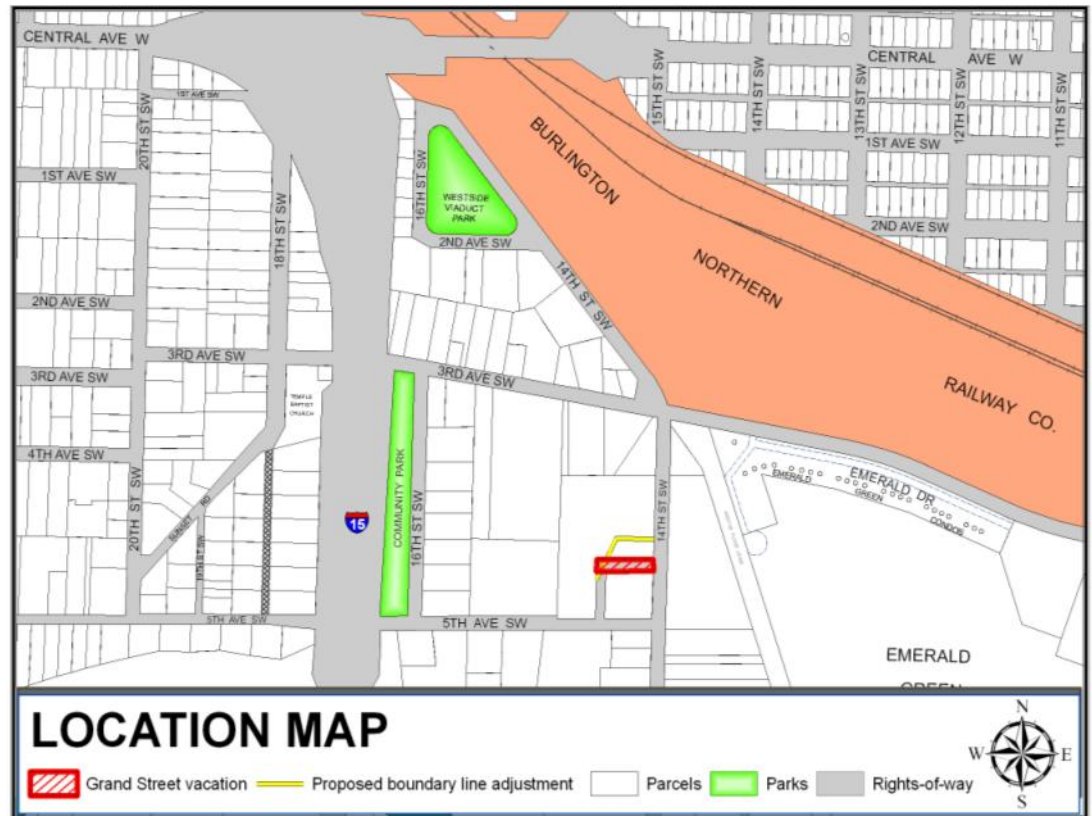 CENTRAL AVE W
1ST AVE SW
20TH ST SW
1ST AVE SW
18TH ST SW
2ND AVE SW
3RD AVE SW
3RD AVE SW
4TH AVE SW
20TH ST SW
SUNSET RD
19TH ST SW
5TH AVE SW
TEMPLE
BAPTIST
CHURCH
15
16TH ST SW
WESTSIDE
VIADUCT
PARK
2ND AVE SW
14TH ST SW
3RD AVE SW
COMMUNITY PARK
16TH ST SW
14TH ST SW
5TH AVE SW
BURLINGTON
NORTHERN
RAILWAY CO.
15TH ST SW
14TH ST SW
CENTRAL AVE W
13TH ST SW
12TH ST SW
11TH ST SW
1ST AVE SW
2ND AVE SW
EMERALD DR
EMERALD
GREEN
CONDOS
EMERALD
GREEN
LOCATION MAP
Grand Street vacation
Proposed boundary line adjustment
Parcels
Parks
Rights-of-way
N
W
E
S